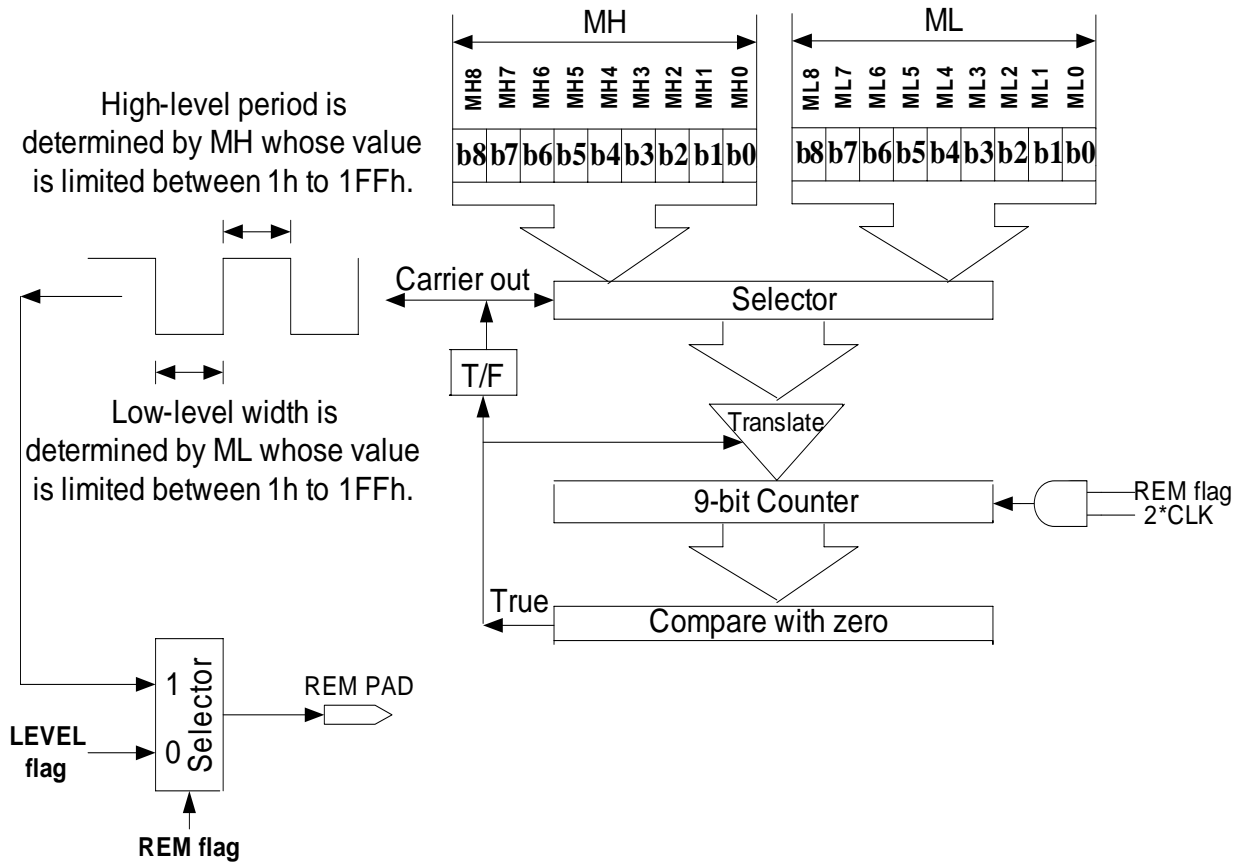 MH
ML
MH8 MH7 MH6 MH5 MH4 MH3 MH2 MH1 MH0
ML8 ML7 ML6 ML5 ML4 ML3 ML2 ML1 ML0
b8 b7 b6 b5 b4 b3 b2 b1 b0
b8 b7 b6 b5 b4 b3 b2 b1 b0
High-level period is
determined by MH whose value
is limited between 1h to 1FFh.
Carrier out
Selector
T/F
Low-level width is
determined by ML whose value
is limited between 1h to 1FFh.
Translate
9-bit Counter
REM flag
2*CLK
True
Compare with zero
1
0
Selector
REM PAD
LEVEL
flag
REM flag